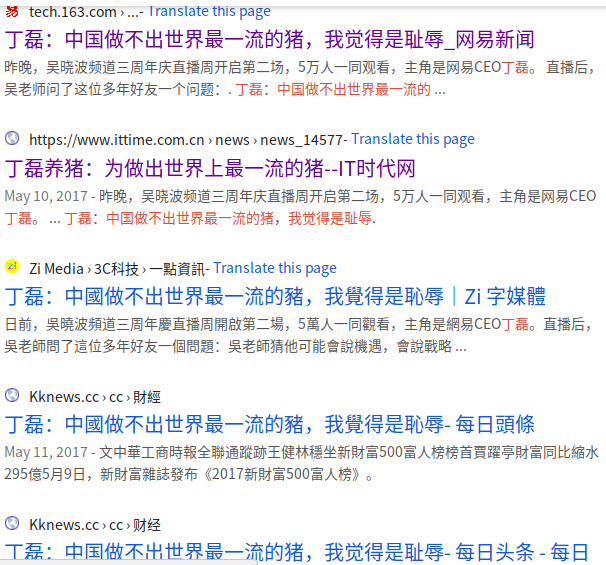 tech.163.com › ...- Translate this page
丁磊：中国做不出世界最一流的猪，我觉得是耻辱_网易新闻
昨晚，吴晓波频道三周年庆直播周开启第二场，5万人一同观看，主角是网易CEO丁磊。 直播后，
吴老师问了这位多年好友一个问题：. 丁磊：中国做不出世界最一流的 ...
https://www.ittime.com.cn › news › news_14577- Translate this page
丁磊养猪：为做出世界上最一流的猪--IT时代网
May 10, 2017 - 昨晚，吴晓波频道三周年庆直播周开启第二场，5万人一同观看，主角是网易CEO
丁磊。 ... 丁磊：中国做不出世界最一流的猪，我觉得是耻辱.
Zi
Zi Media › 3C科技 › 一點資訊- Translate this page
丁磊：中國做不出世界最一流的豬，我覺得是恥辱｜Zi 字媒體
日前，吳曉波頻道三周年慶直播周開啟第二場，5萬人一同觀看，主角是網易CEO丁磊。直播后，
吳老師問了這位多年好友一個問題：吳老師猜他可能會說機遇，會說戰略 ...
Kknews.cc › cc › 財經
丁磊：中國做不出世界最一流的豬，我覺得是恥辱- 每日頭條
May 11, 2017 - 文中華工商時報全聯通蹤跡王健林穩坐新財富500富人榜榜首賈躍亭財富同比縮水
295億5月9日，新財富雜誌發布《2017新財富500富人榜》。
Kknews.cc › cc › 财经
丁磊：中国做不出世界最一流的猪，我觉得是耻辱- 每日头条 - 每日